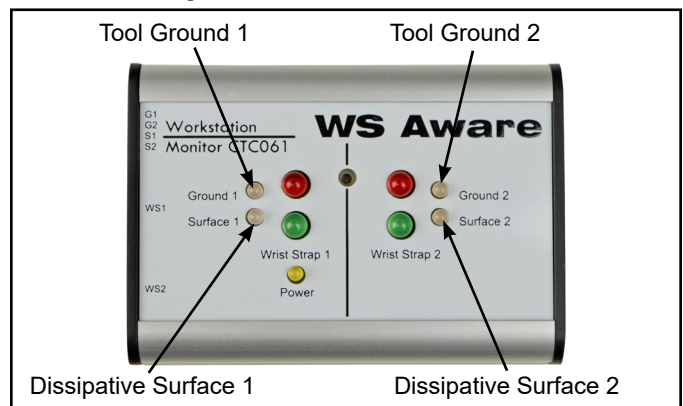 Tool Ground 1
Tool Ground 2
G1
G2
S1
S2
Workstation
Monitor CTC061
WS Aware
Ground 1
Ground 2
WS1
Surface 1
Surface 2
Wrist Strap 1
Wrist Strap 2
WS2
Power
Dissipative Surface 1
Dissipative Surface 2